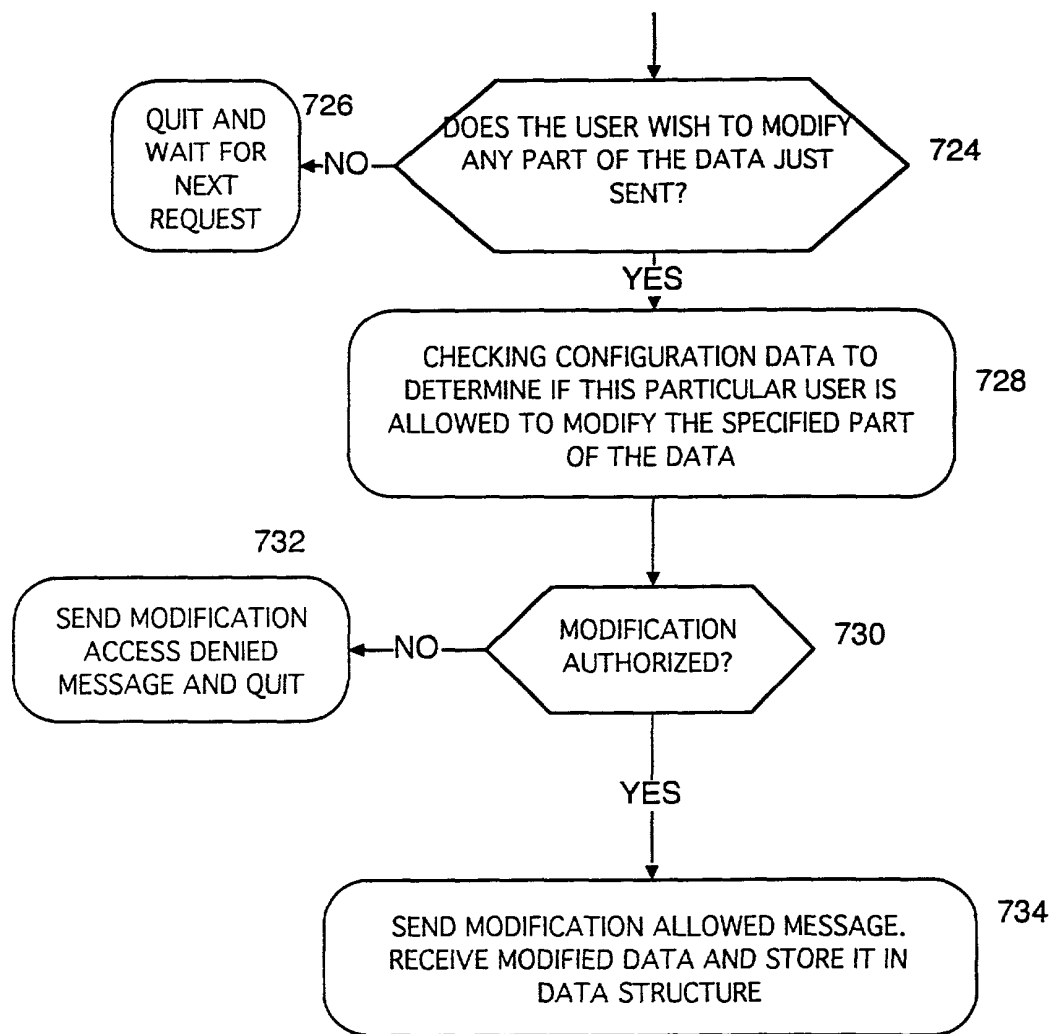 726
QUIT AND
WAIT FOR
NEXT
REQUEST
NO
DOES THE USER WISH TO MODIFY
ANY PART OF THE DATA JUST
SENT?
724
YES
CHECKING CONFIGURATION DATA TO
DETERMINE IF THIS PARTICULAR USER IS
ALLOWED TO MODIFY THE SPECIFIED PART
OF THE DATA
728
732
SEND MODIFICATION
ACCESS DENIED
MESSAGE AND QUIT
NO
MODIFICATION
AUTHORIZED?
730
YES
SEND MODIFICATION ALLOWED MESSAGE.
RECEIVE MODIFIED DATA AND STORE IT IN
DATA STRUCTURE
734